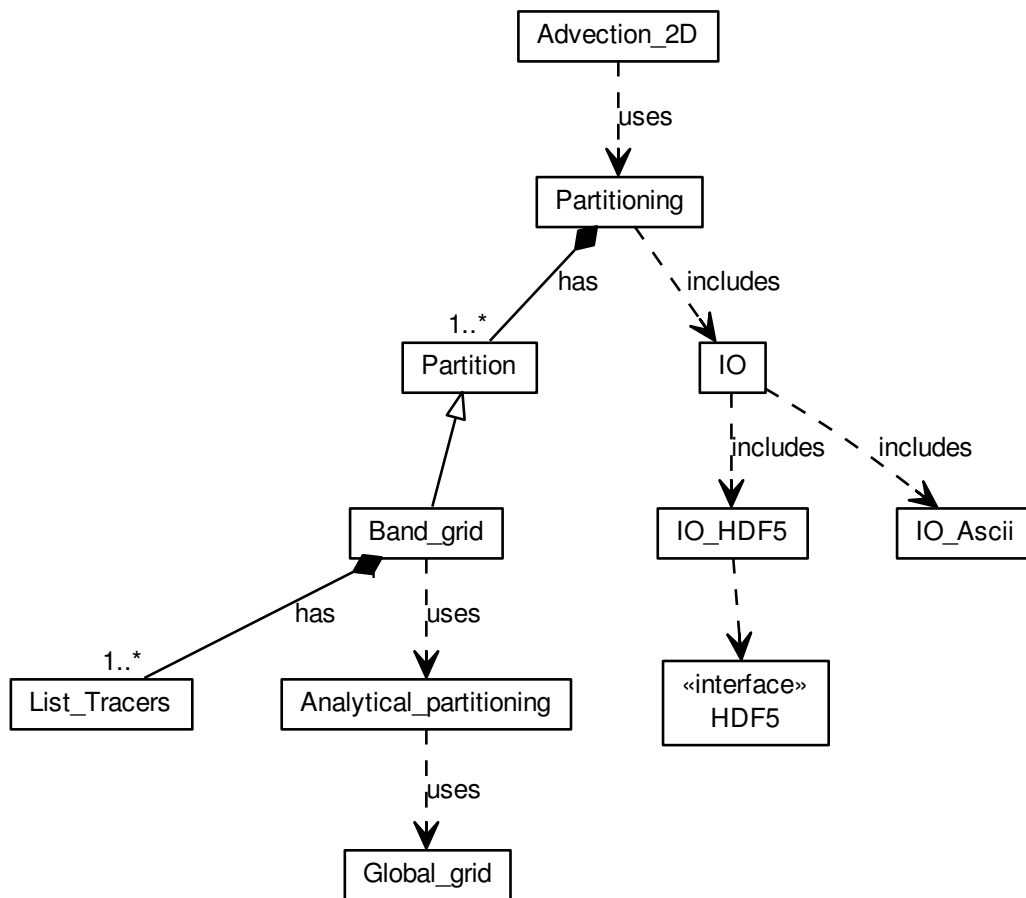 Advection_2D
uses
Partitioning
has
includes
1..*
Partition
IO
includes
includes
Band_grid
IO_HDF5
IO_Ascii
has
uses
1..*
List_Tracers
Analytical_partitioning
«interface»
HDF5
uses
Global_grid